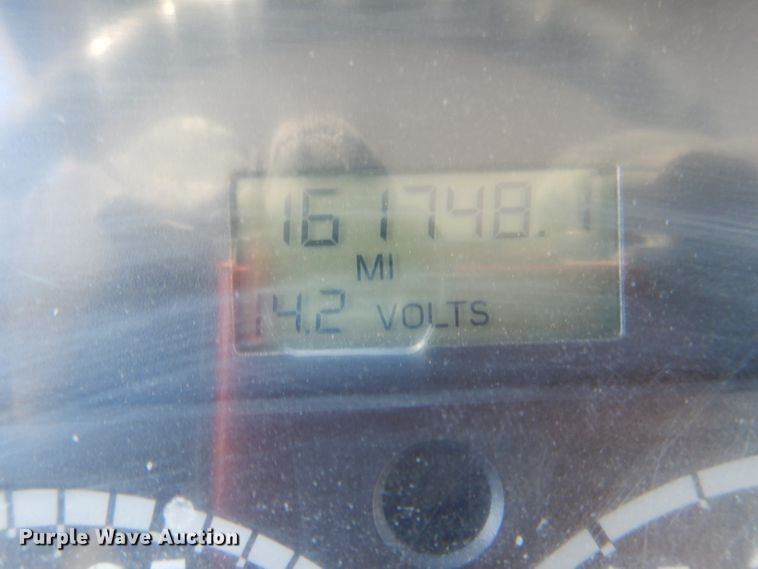 161748.1
MI
14.2 VOLTS
Purple Wave Auction